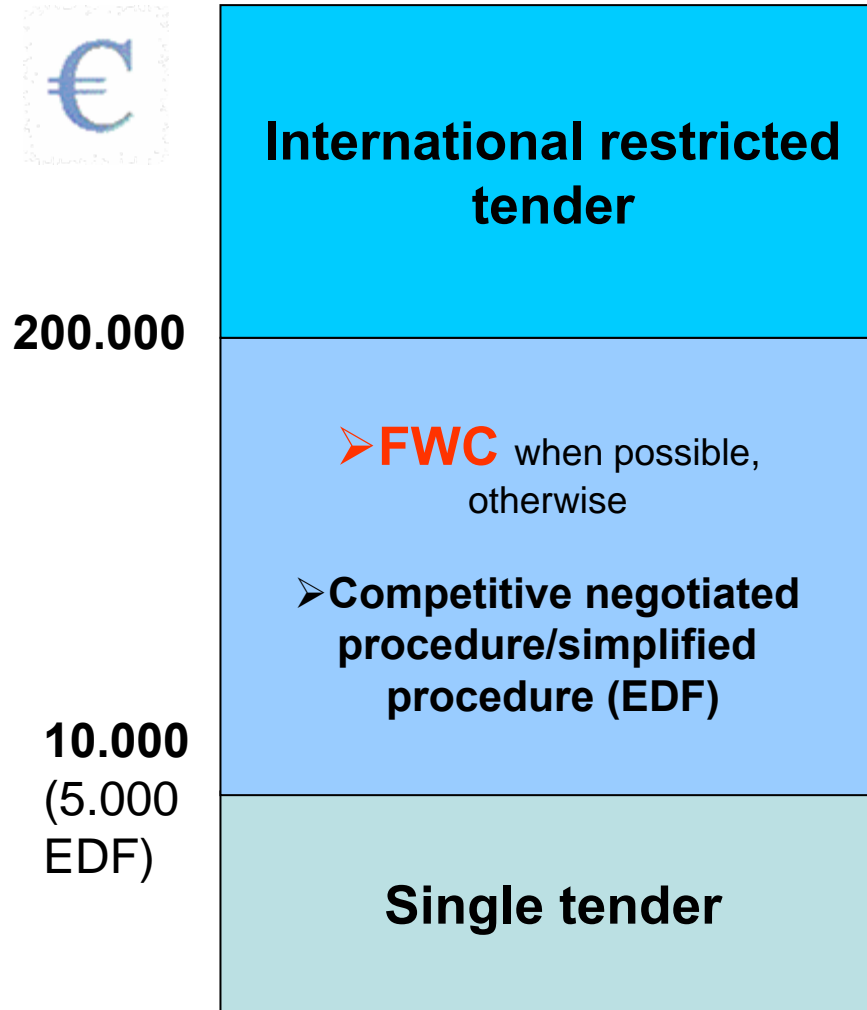 €
International restricted
tender
200.000
➢FWC when possible,
otherwise
➢Competitive negotiated
procedure/simplified
procedure (EDF)
10.000
(5.000
EDF)
Single tender